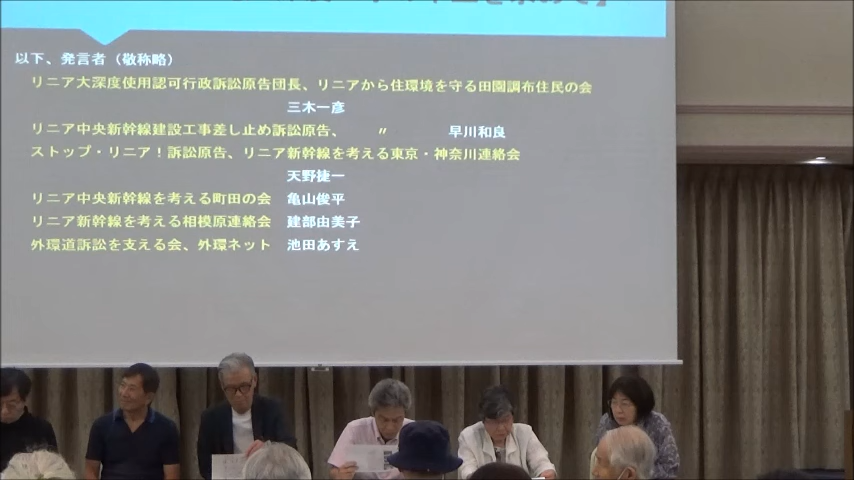 以下、発言者（敬称略）
リニア大深度使用認可行政訴訟原告団長、リニアから住環境を守る田園調布住民の会
三木一彦
リニア中央新幹線建設工事差し止め訴訟原告、　〃　早川和良
ストップ・リニア！訴訟原告、リニア新幹線を考える東京・神奈川連絡会
天野捷一
リニア中央新幹線を考える町田の会　亀山俊平
リニア新幹線を考える相模原連絡会　建部由美子
外環道訴訟を支える会、外環ネット　池田あすえ